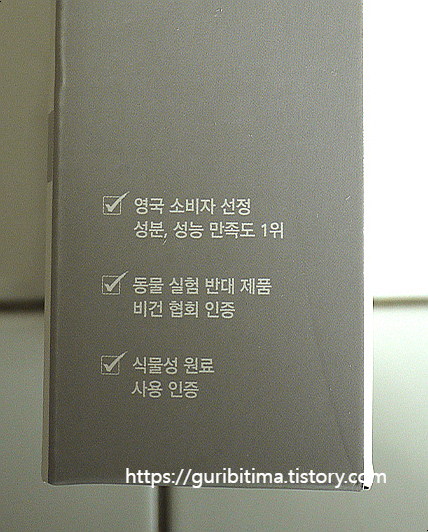 영국 소비자 선정
성분, 성능 만족도 1위
동물 실험 반대 제품
비건 협회 인증
식물성 원료
사용 인증
https://guribitima.tistory.com